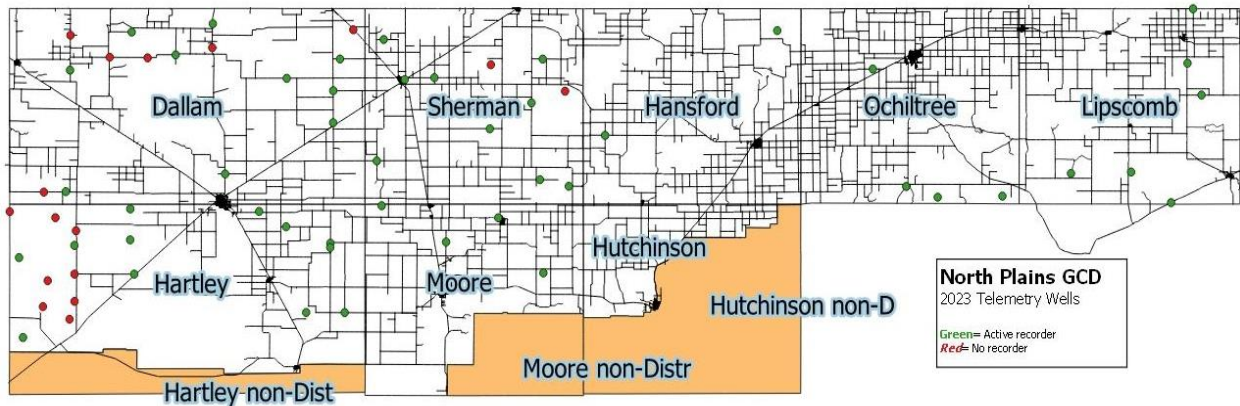 Dallam
Sherman
Hansford
Ochiltree
Lipscomb
Hartley
Moore
Hutchinson
Hutchinson non-D
Moore non-Distr
Hartley non-Dist
North Plains GCD
2023 Telemetry Wells
Green= Active recorder
Red= No recorder